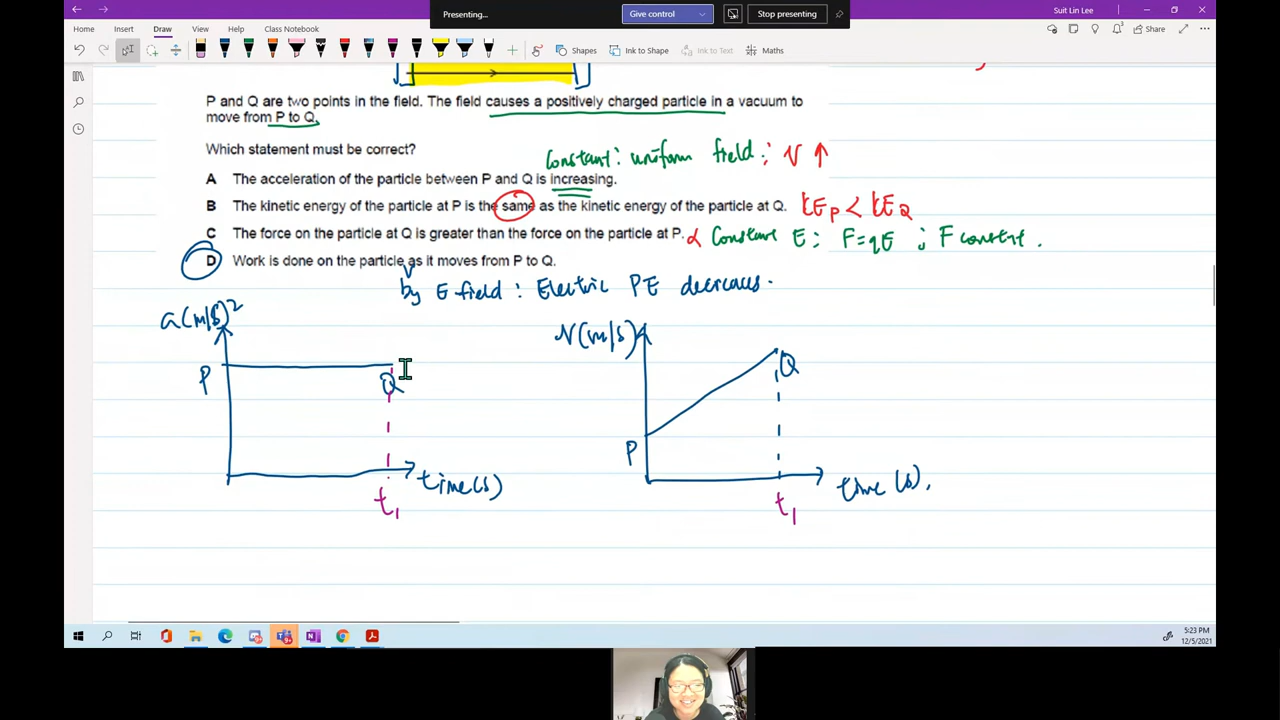 Presenting...
Give control
Stop presenting
Suit Lin Lee
Home Insert Draw View Help Class Notebook
Share
Shapes
Ink to Shape
Ink to Text
Maths
P and Q are two points in the field. The field causes a positively charged particle in a vacuum to
move from P to Q.
Which statement must be correct?
Constant: uniform field; v ↑
A The acceleration of the particle between P and Q is increasing.
B The kinetic energy of the particle at P is the same as the kinetic energy of the particle at Q. KEP < KEQ
C The force on the particle at Q is greater than the force on the particle at P. Constant E; F=qE; F constant.
D Work is done on the particle as it moves from P to Q.
by E field: Electric PE decreases.
a(m/s)²
v(m/s)
P
Q
P
Q
time(s)
time (s).
t1
t1
5:23 PM
12/5/2021